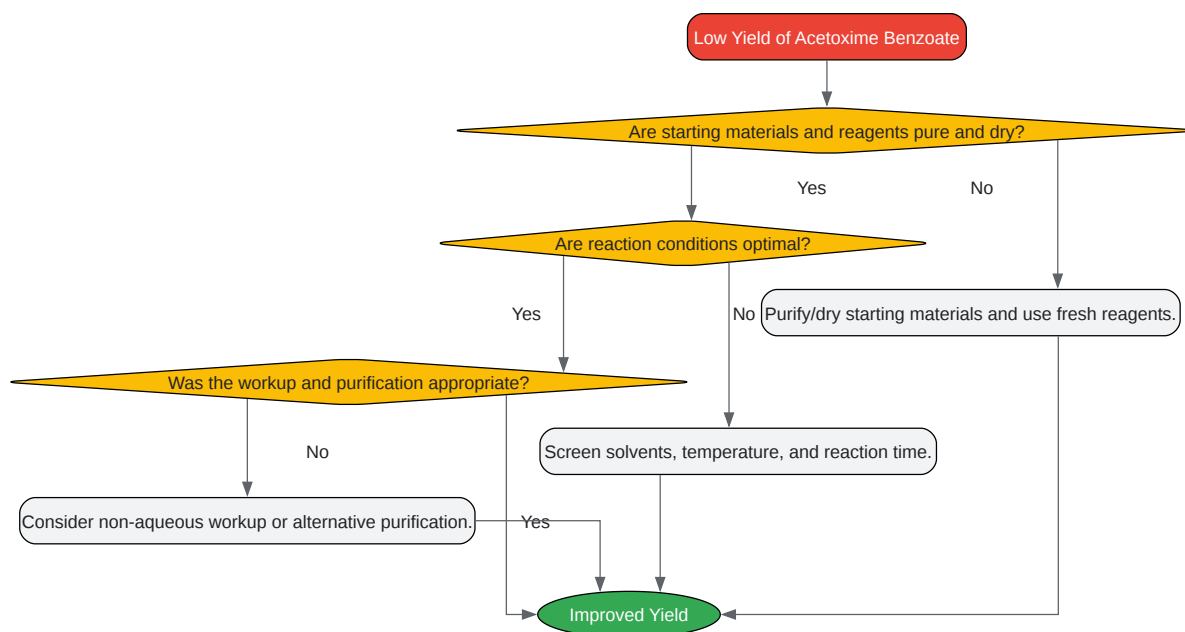 Low Yield of Acetoxime Benzoate
Are starting materials and reagents pure and dry?
Yes
No
Are reaction conditions optimal?
Yes
No
Purify/dry starting materials and use fresh reagents.
Was the workup and purification appropriate?
No
Screen solvents, temperature, and reaction time.
Consider non-aqueous workup or alternative purification.
Yes
Improved Yield